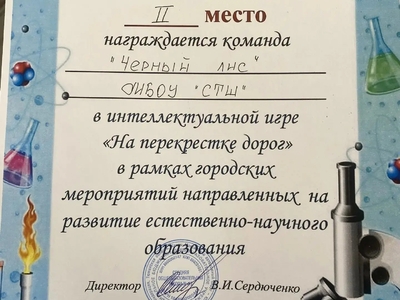 II место
награждается команда
"Черный лис"
МБОУ "СТШ"
в интеллектуальной игре
«На перекрестке дорог»
в рамках городских
мероприятий направленных на
развитие естественно-научного
образования
Директор В.И.Сердюченко